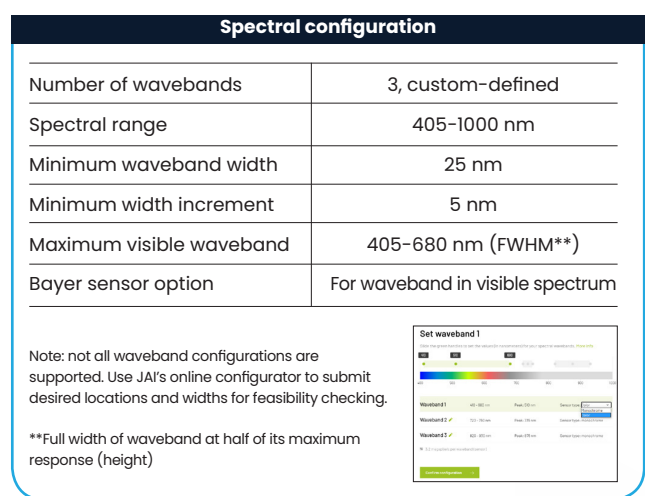 Spectral configuration
Number of wavebands 3, custom-defined
Spectral range 405-1000 nm
Minimum waveband width 25 nm
Minimum width increment 5 nm
Maximum visible waveband 405-680 nm (FWHM**)
Bayer sensor option For waveband in visible spectrum
Note: not all waveband configurations are
supported. Use JAI's online configurator to submit
desired locations and widths for feasibility checking.
**Full width of waveband at half of its maximum
response (height)
Set waveband 1
Waveband 1
Waveband 2
Waveband 3